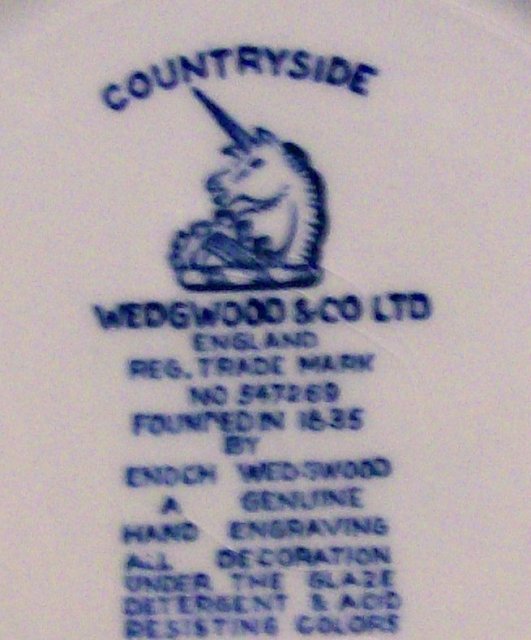 COUNTRYSIDE
WEDGWOOD & CO LTD
ENGLAND
REG. TRADE MARK
NO 547269
FOUNDED IN 1835
BY
ENOCH WEDGWOOD
A GENUINE
HAND ENGRAVING
ALL DECORATION
UNDER THE GLAZE
DETERGENT & ACID
RESISTING COLORS